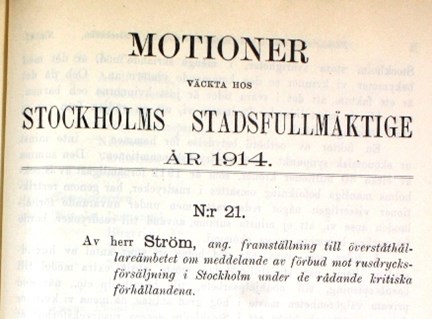 MOTIONER
VÄCKTA HOS
STOCKHOLMS STADSFULLMÄKTIGE
ÅR 1914.
N:r 21.
Av herr Ström, ang. framställning till överståthål-
lareämbetet om meddelande av förbud mot rusdrycks-
försäljning i Stockholm under de rådande kritiska
förhållandena.